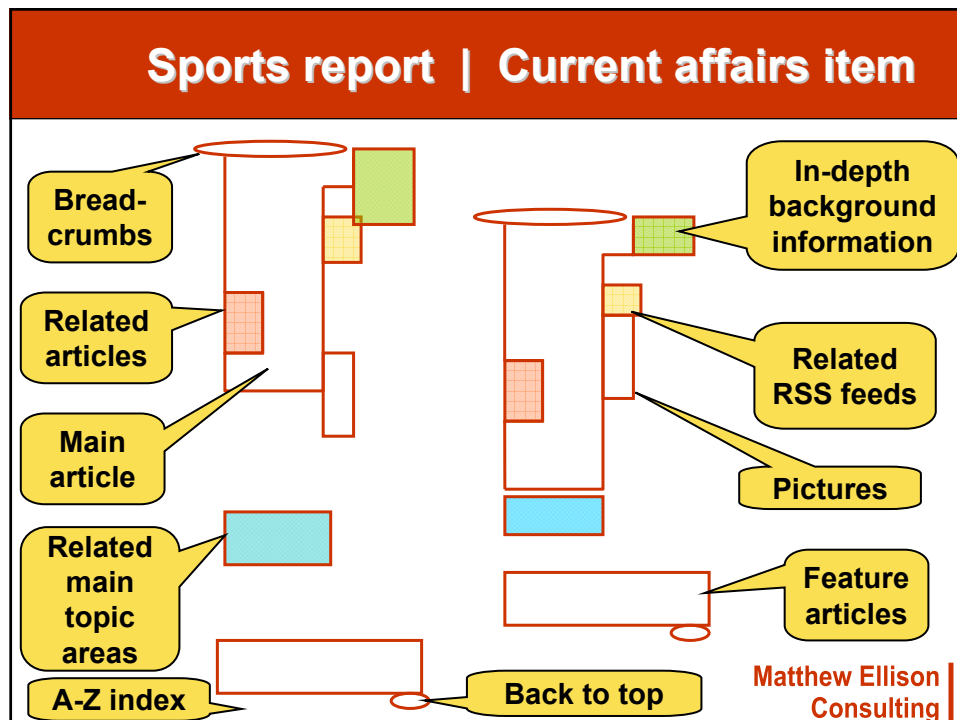 Sports report | Current affairs item
Bread-
crumbs
Related
articles
Main
article
Related
main
topic
areas
A-Z index
Back to top
In-depth
background
information
Related
RSS feeds
Pictures
Feature
articles
Matthew Ellison
Consulting